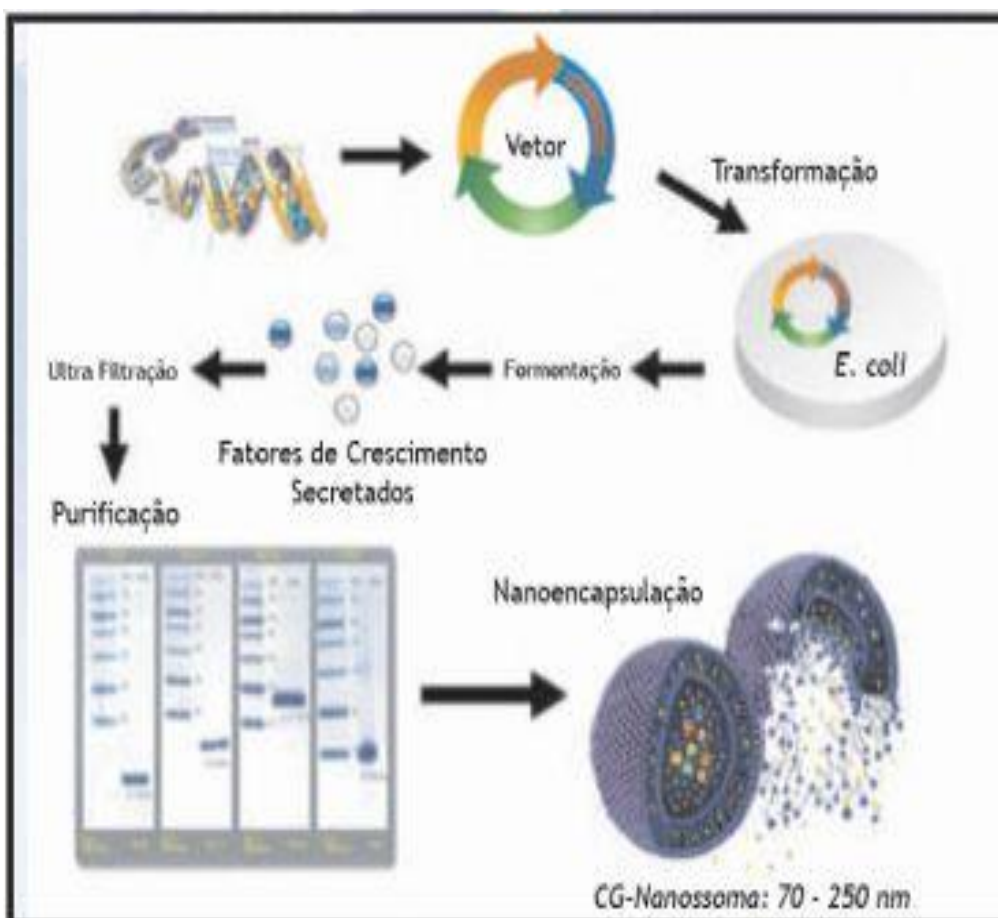 Vetor
Transformação
E. coli
Fermentação
Fatores de Crescimento
Secretados
Ultra Filtração
Purificação
Nanoencapsulação
CG-Nanossoma: 70 - 250 nm